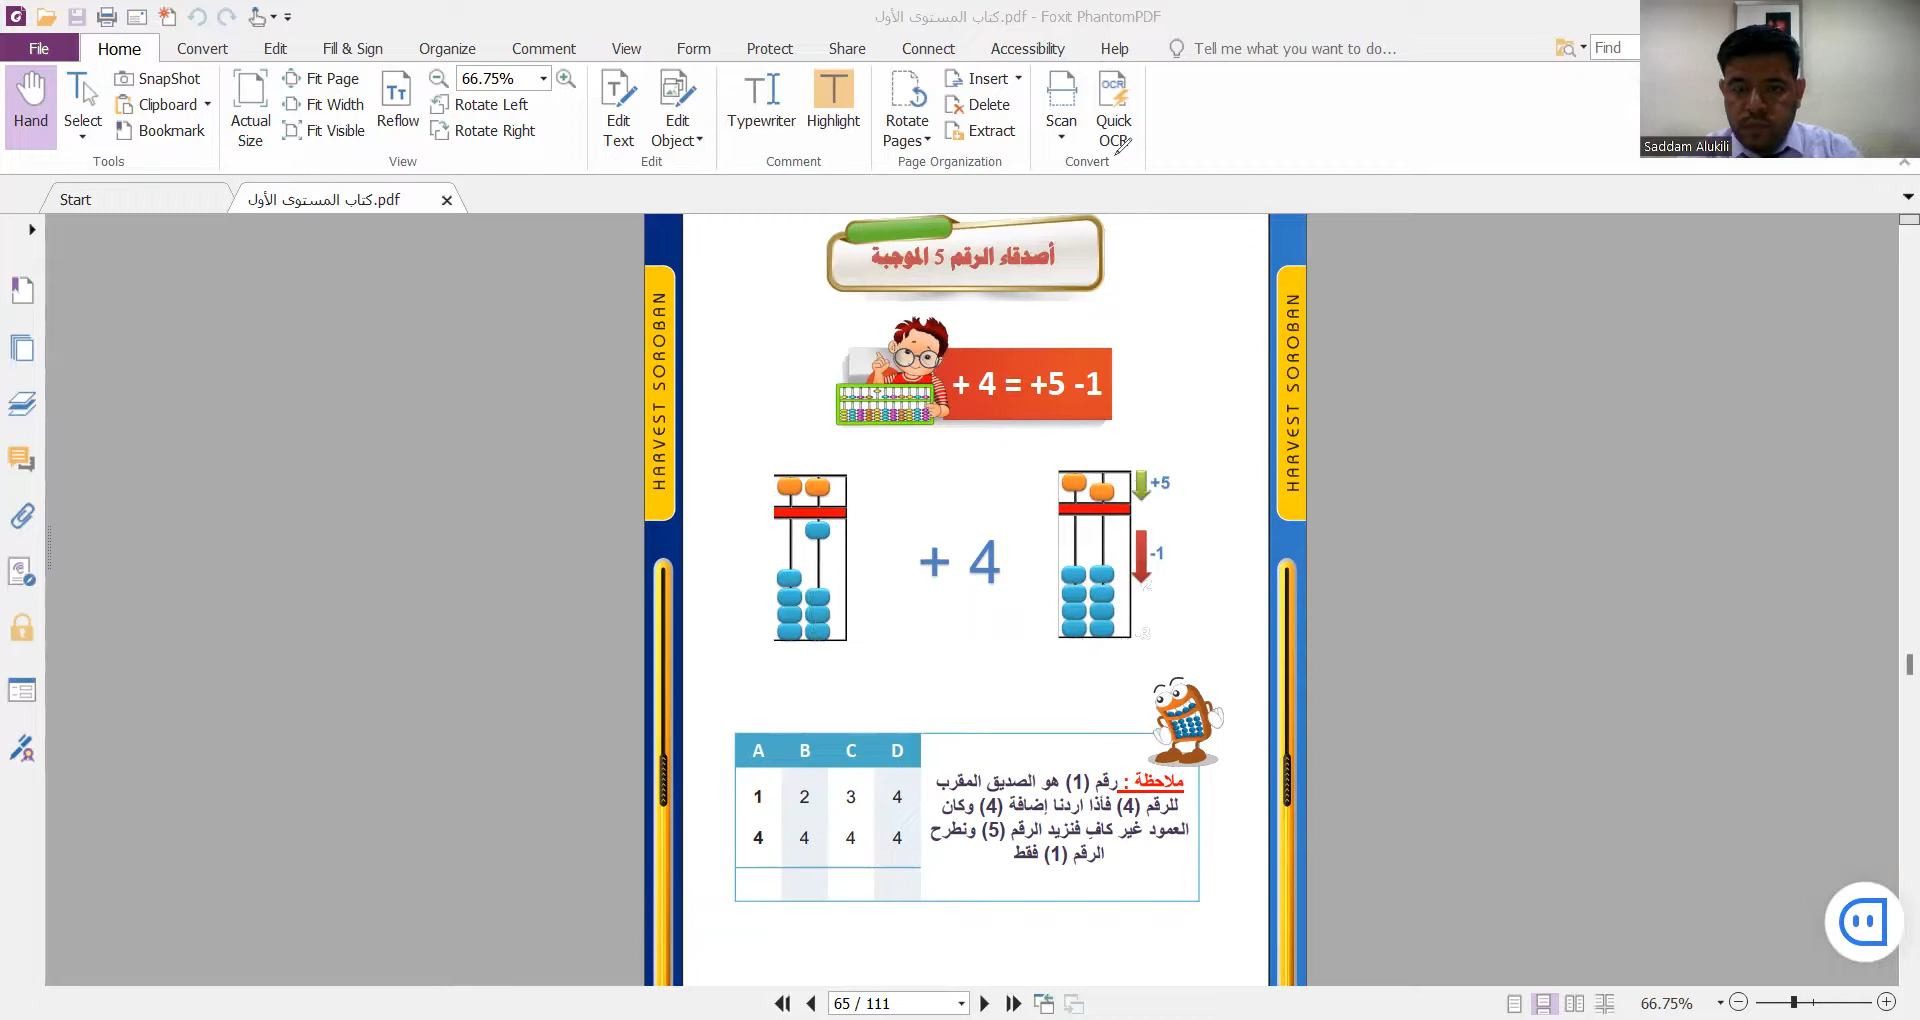 كتاب المستوى الأول.pdf - Foxit PhantomPDF
File Home Convert Edit Fill & Sign Organize Comment View Form Protect Share Connect Accessibility Help Tell me what you want to do... Find
Hand
Select
SnapShot
Clipboard
Bookmark
Tools
Actual Size
Fit Page
Fit Width
Fit Visible
Reflow
66.75%
Rotate Left
Rotate Right
View
Edit Text
Edit Object
Edit
Typewriter
Highlight
Comment
Rotate Pages
Insert
Delete
Extract
Page Organization
Scan
Quick OCR
Convert
Saddam Alukili
Start
كتاب المستوى الأول.pdf
HARVEST SOROBAN
أصدقاء الرقم 5 الموجبة
HARVEST SOROBAN
+ 4 = +5 -1
+5
+ 4
-1
A B C D
1 2 3 4
4 4 4 4
ملاحظة : رقم (1) هو الصديق المقرب
للرقم (4) فأذا اردنا إضافة (4) وكان
العمود غير كافِ فنزيد الرقم (5) ونطرح
الرقم (1) فقط
65 / 111
66.75%